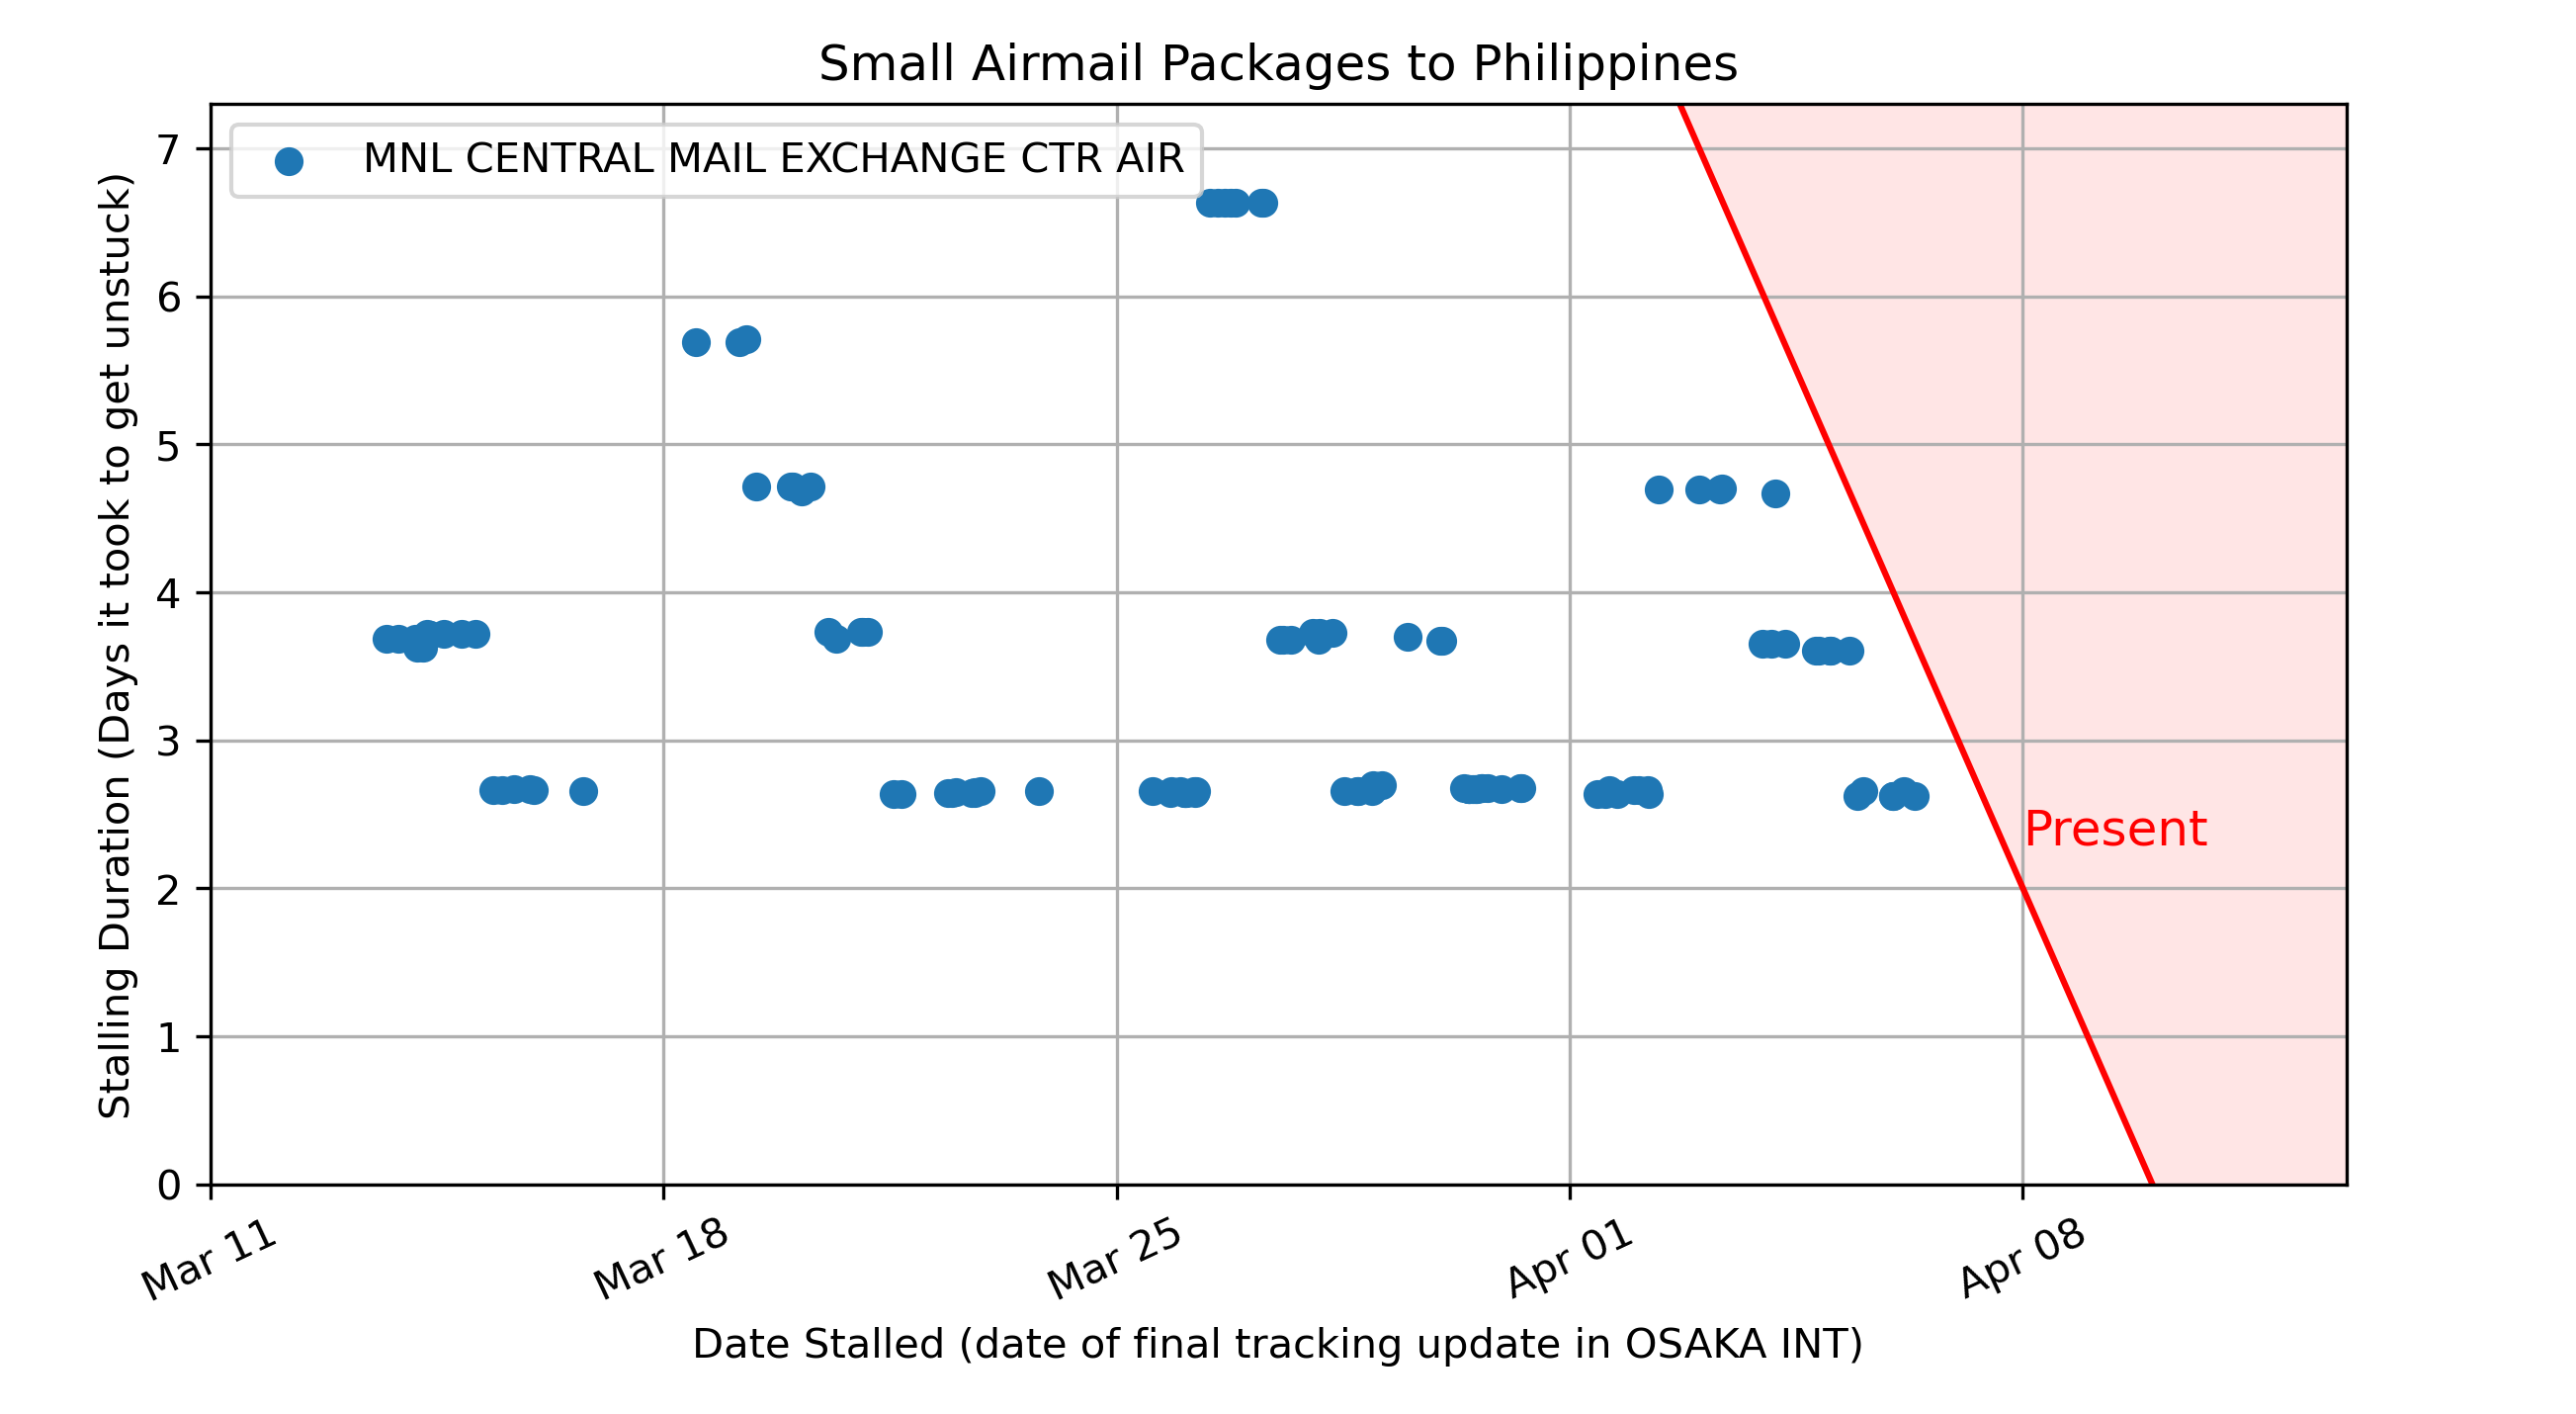 Small Airmail Packages to Philippines
MNL CENTRAL MAIL EXCHANGE CTR AIR
Stalling Duration (Days it took to get unstuck)
7
6
5
4
3
2
1
0
Present
Mar 11
Mar 18
Mar 25
Apr 01
Apr 08
Date Stalled (date of final tracking update in OSAKA INT)